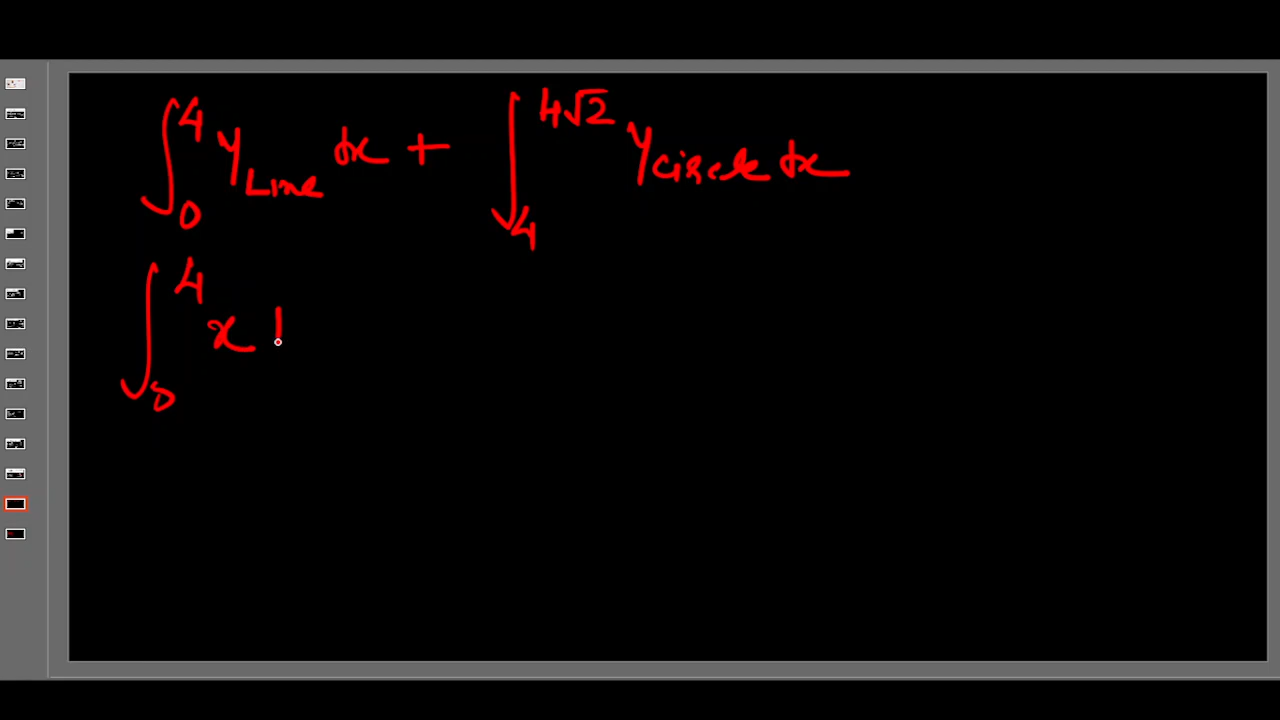 ∫₀⁴ y_Line dx + ∫₄^{4√2} y_circle dx
∫₀⁴ x